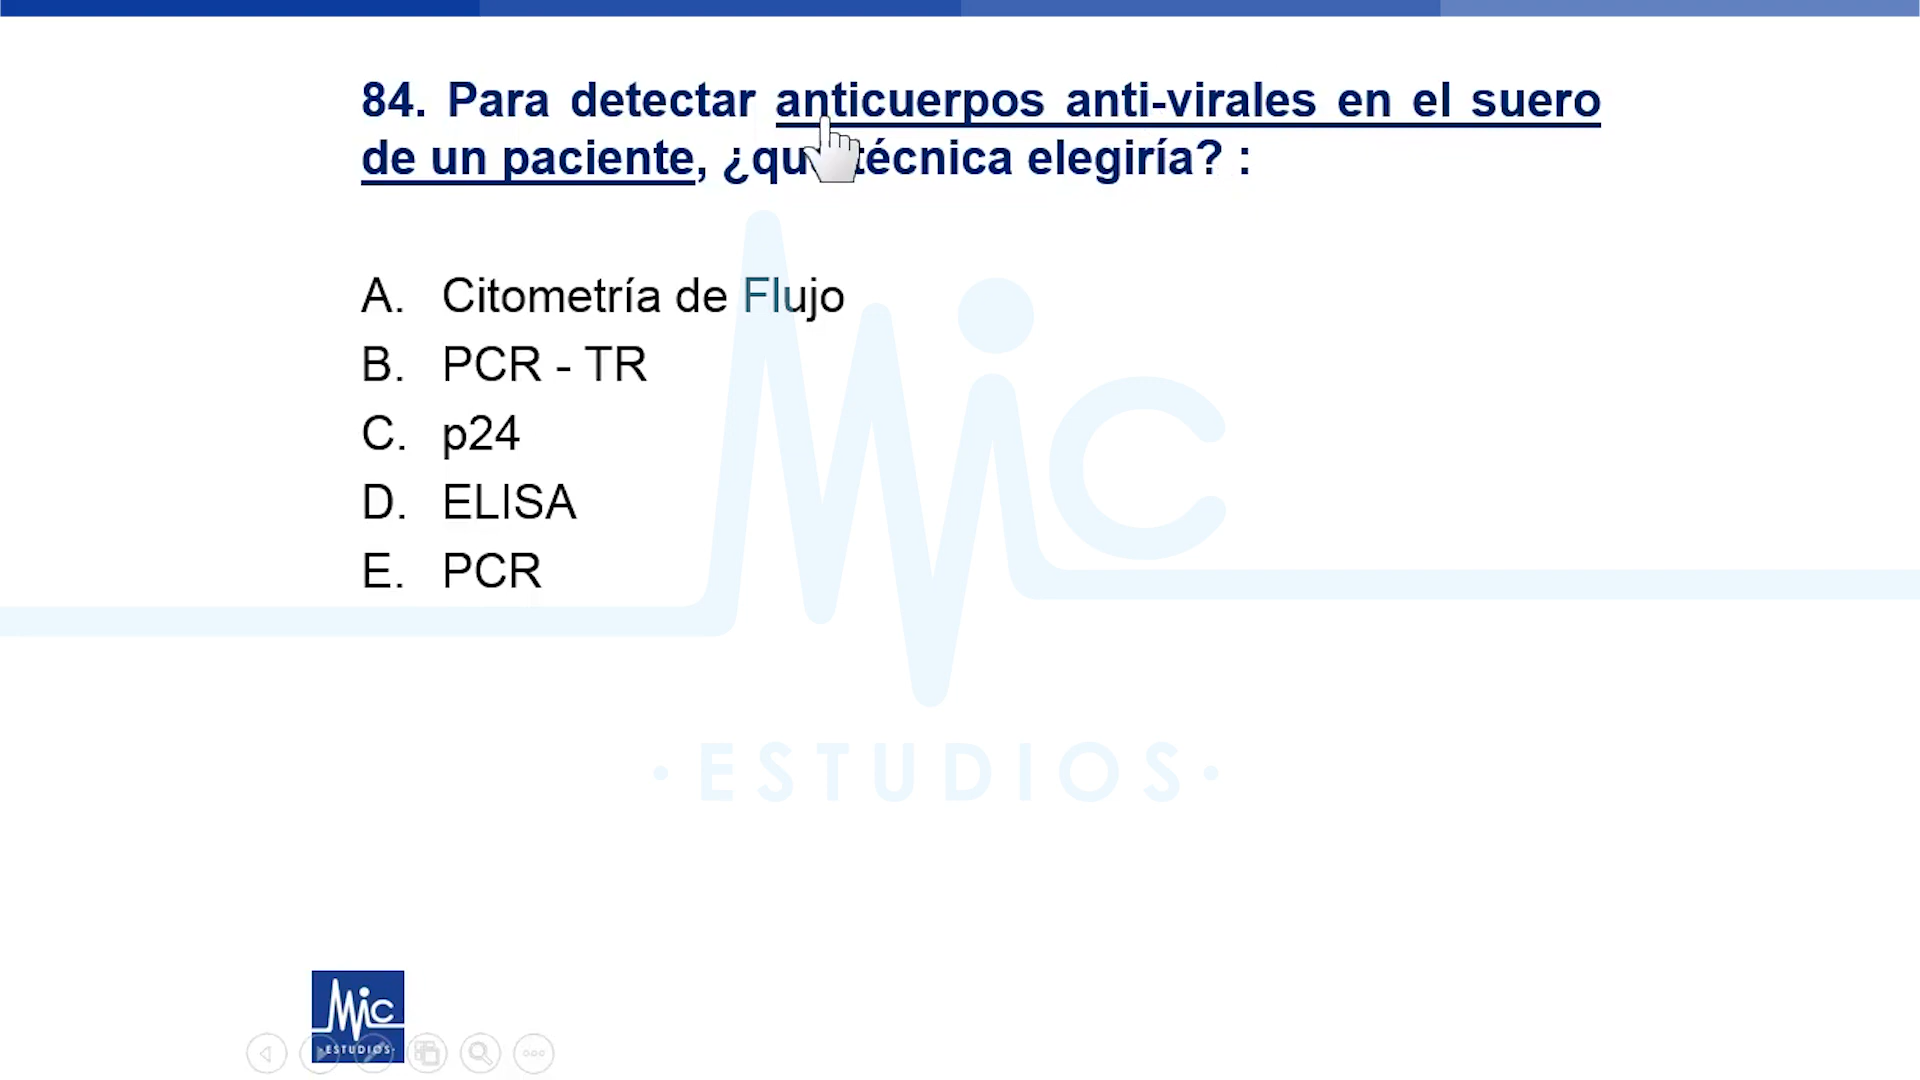 84. Para detectar anticuerpos anti-virales en el suero
de un paciente, ¿qu técnica elegiría? :
A. Citometría de Flujo
B. PCR - TR
C. p24
D. ELISA
E. PCR
Mic
· ESTUDIOS ·
Mic
·ESTUDIOS·